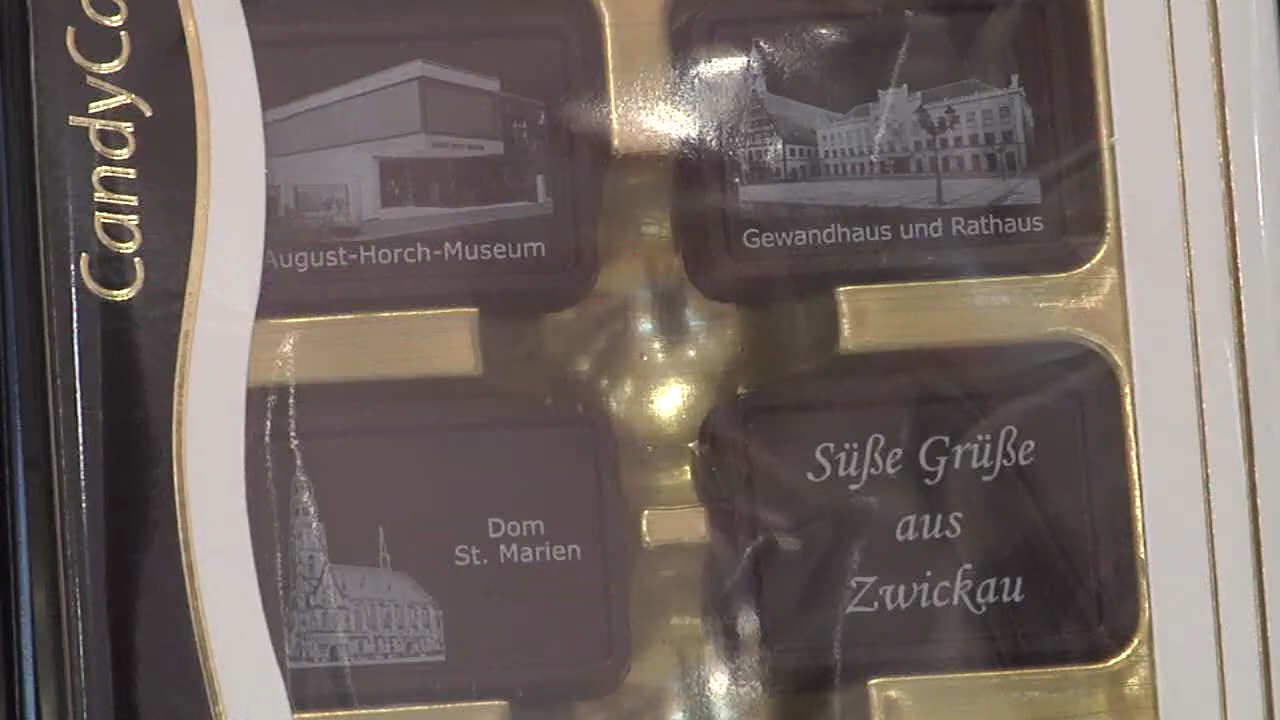 CandyCo
August-Horch-Museum
Gewandhaus und Rathaus
Dom
St. Marien
Süße Grüße
aus
Zwickau